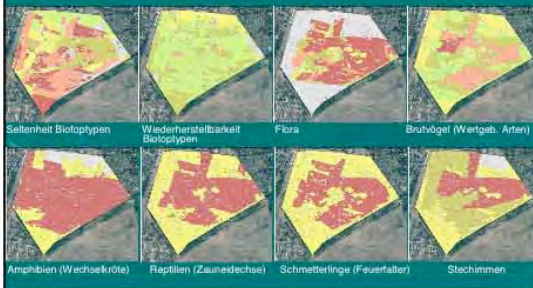 Seltenheit Biotoptypen
Wiederherstellbarkeit
Biotoptypen
Flora
Brutvögel (Wertgeb. Arten)
Amphibien (Wechselkröte)
Reptilien (Zauneidechse)
Schmetterlinge (Feuerfalter)
Stechimmen